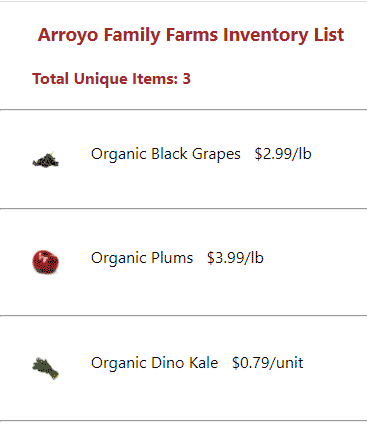 Arroyo Family Farms Inventory List
Total Unique Items: 3
Organic Black Grapes $2.99/lb
Organic Plums $3.99/lb
Organic Dino Kale $0.79/unit